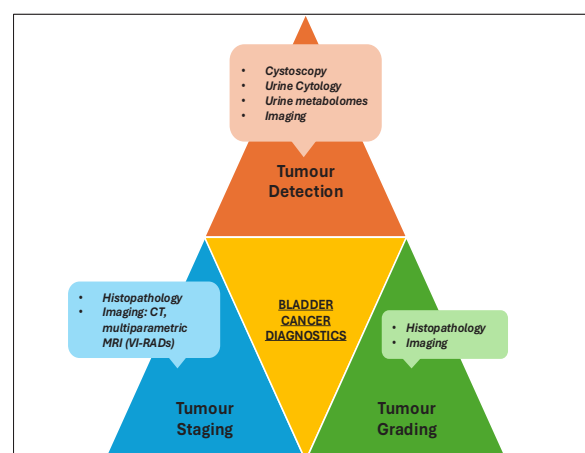 • Cystoscopy
• Urine Cytology
• Urine metabolomes
• Imaging
Tumour
Detection
• Histopathology
• Imaging: CT,
multiparametric
MRI (VI-RADs)
BLADDER
CANCER
DIAGNOSTICS
• Histopathology
• Imaging
Tumour
Staging
Tumour
Grading